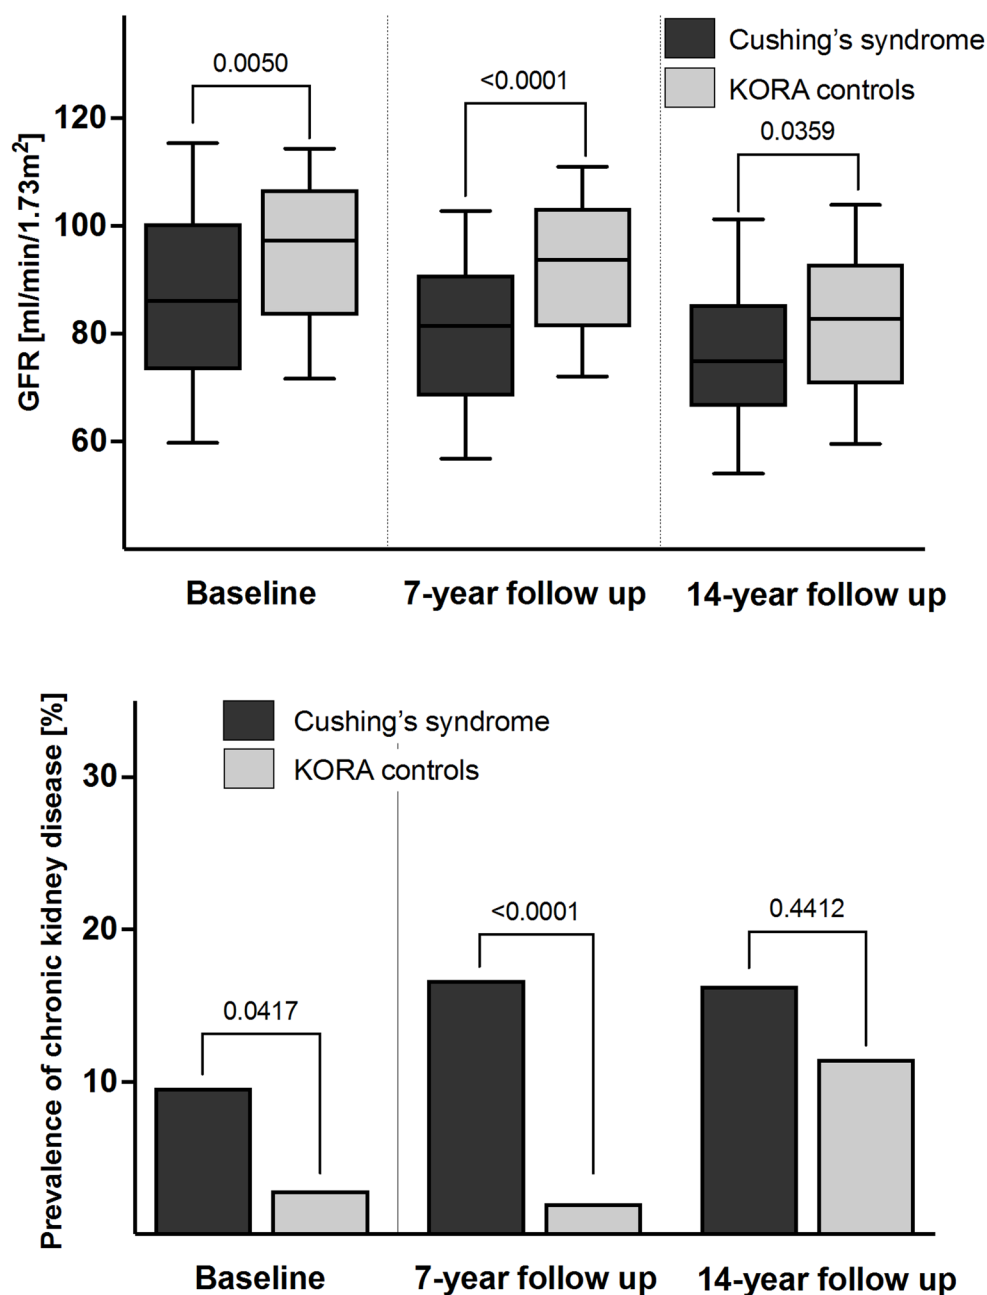 Cushing's syndrome
KORA controls
0.0050
<0.0001
0.0359
GFR [ml/min/1.73m²]
120
100
80
60
Baseline
7-year follow up
14-year follow up
Cushing's syndrome
KORA controls
Prevalence of chronic kidney disease [%]
30
20
10
0.0417
<0.0001
0.4412
Baseline
7-year follow up
14-year follow up